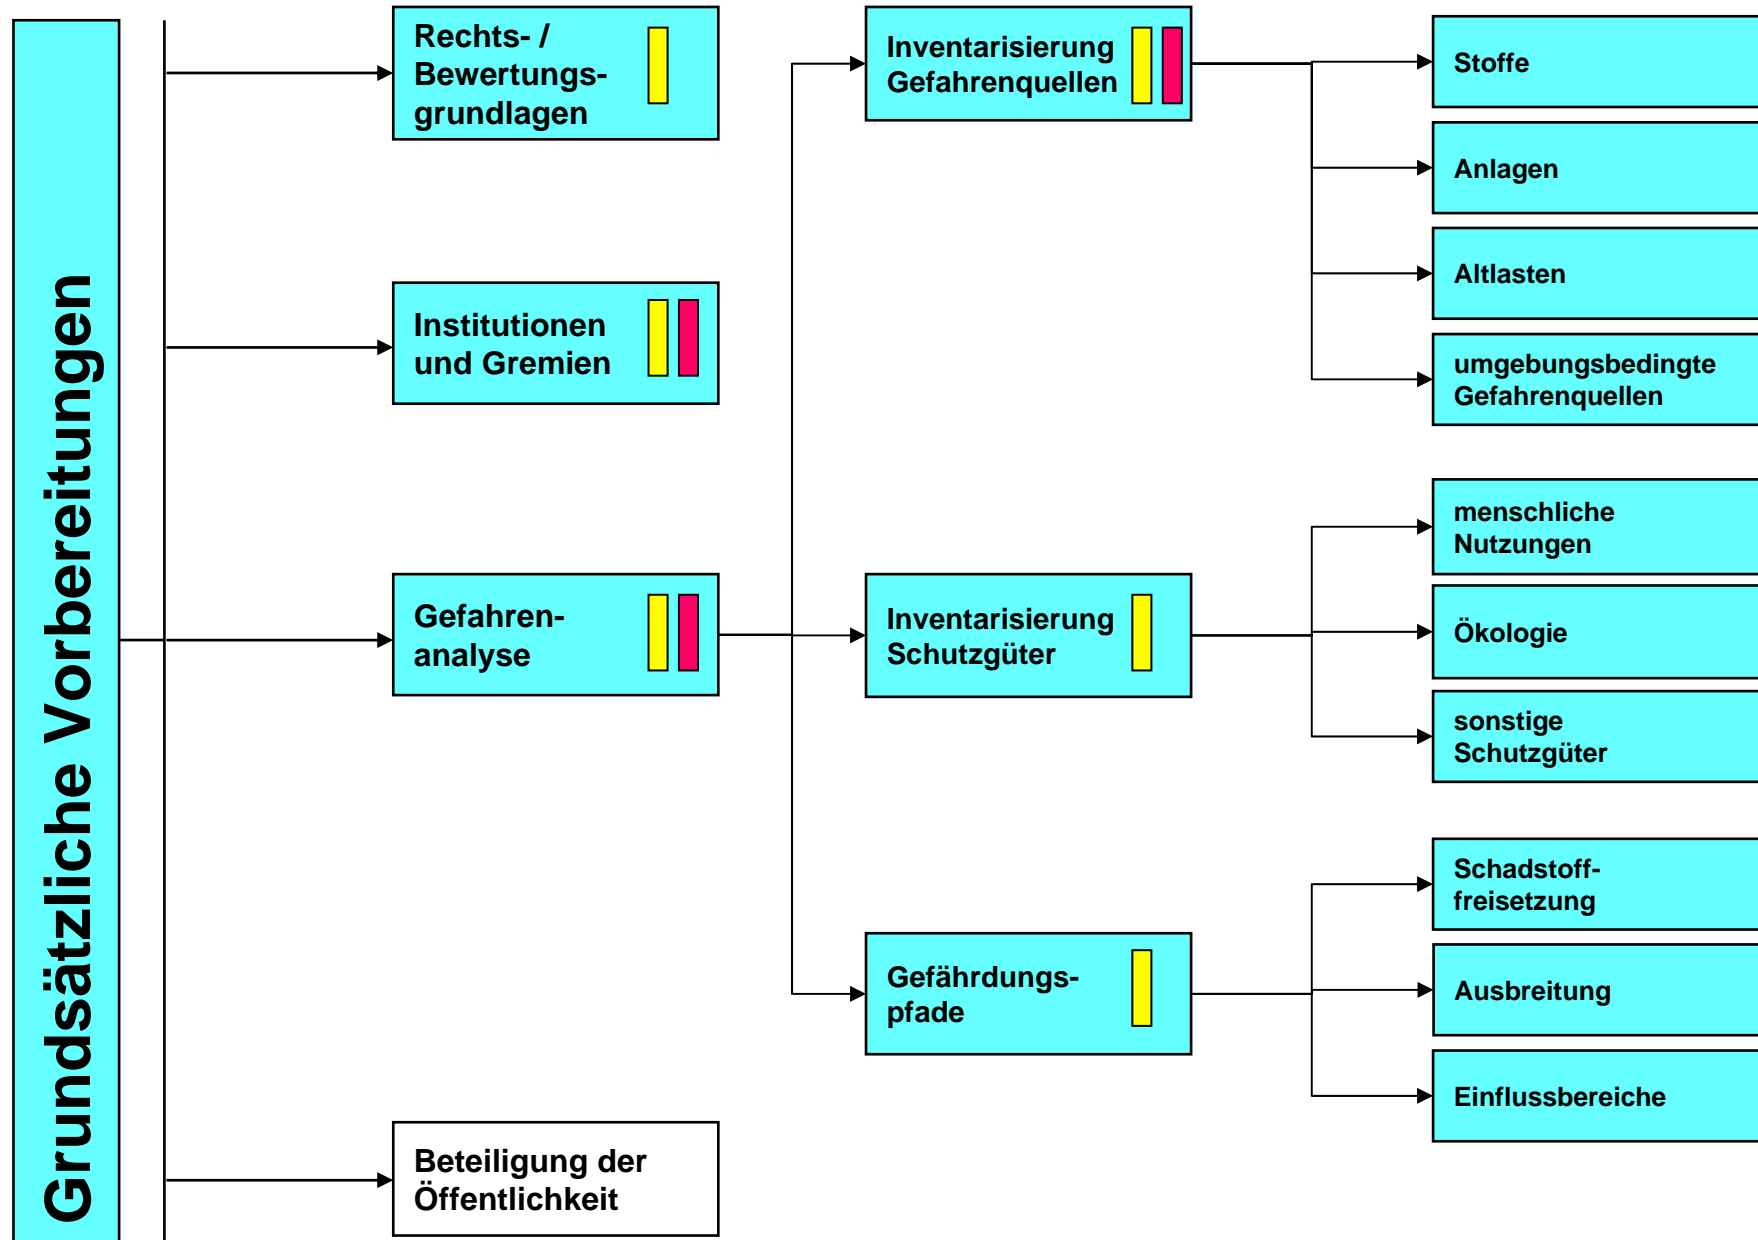 Grundsätzliche Vorbereitungen
Rechts- /
Bewertungs-
grundlagen
Institutionen
und Gremien
Gefahren-
analyse
Beteiligung der
Öffentlichkeit
Inventarisierung
Gefahrenquellen
Inventarisierung
Schutzgüter
Gefährdungs-
pfade
Stoffe
Anlagen
Altlasten
umgebungsbedingte
Gefahrenquellen
menschliche
Nutzungen
Ökologie
sonstige
Schutzgüter
Schadstoff-
freisetzung
Ausbreitung
Einflussbereiche